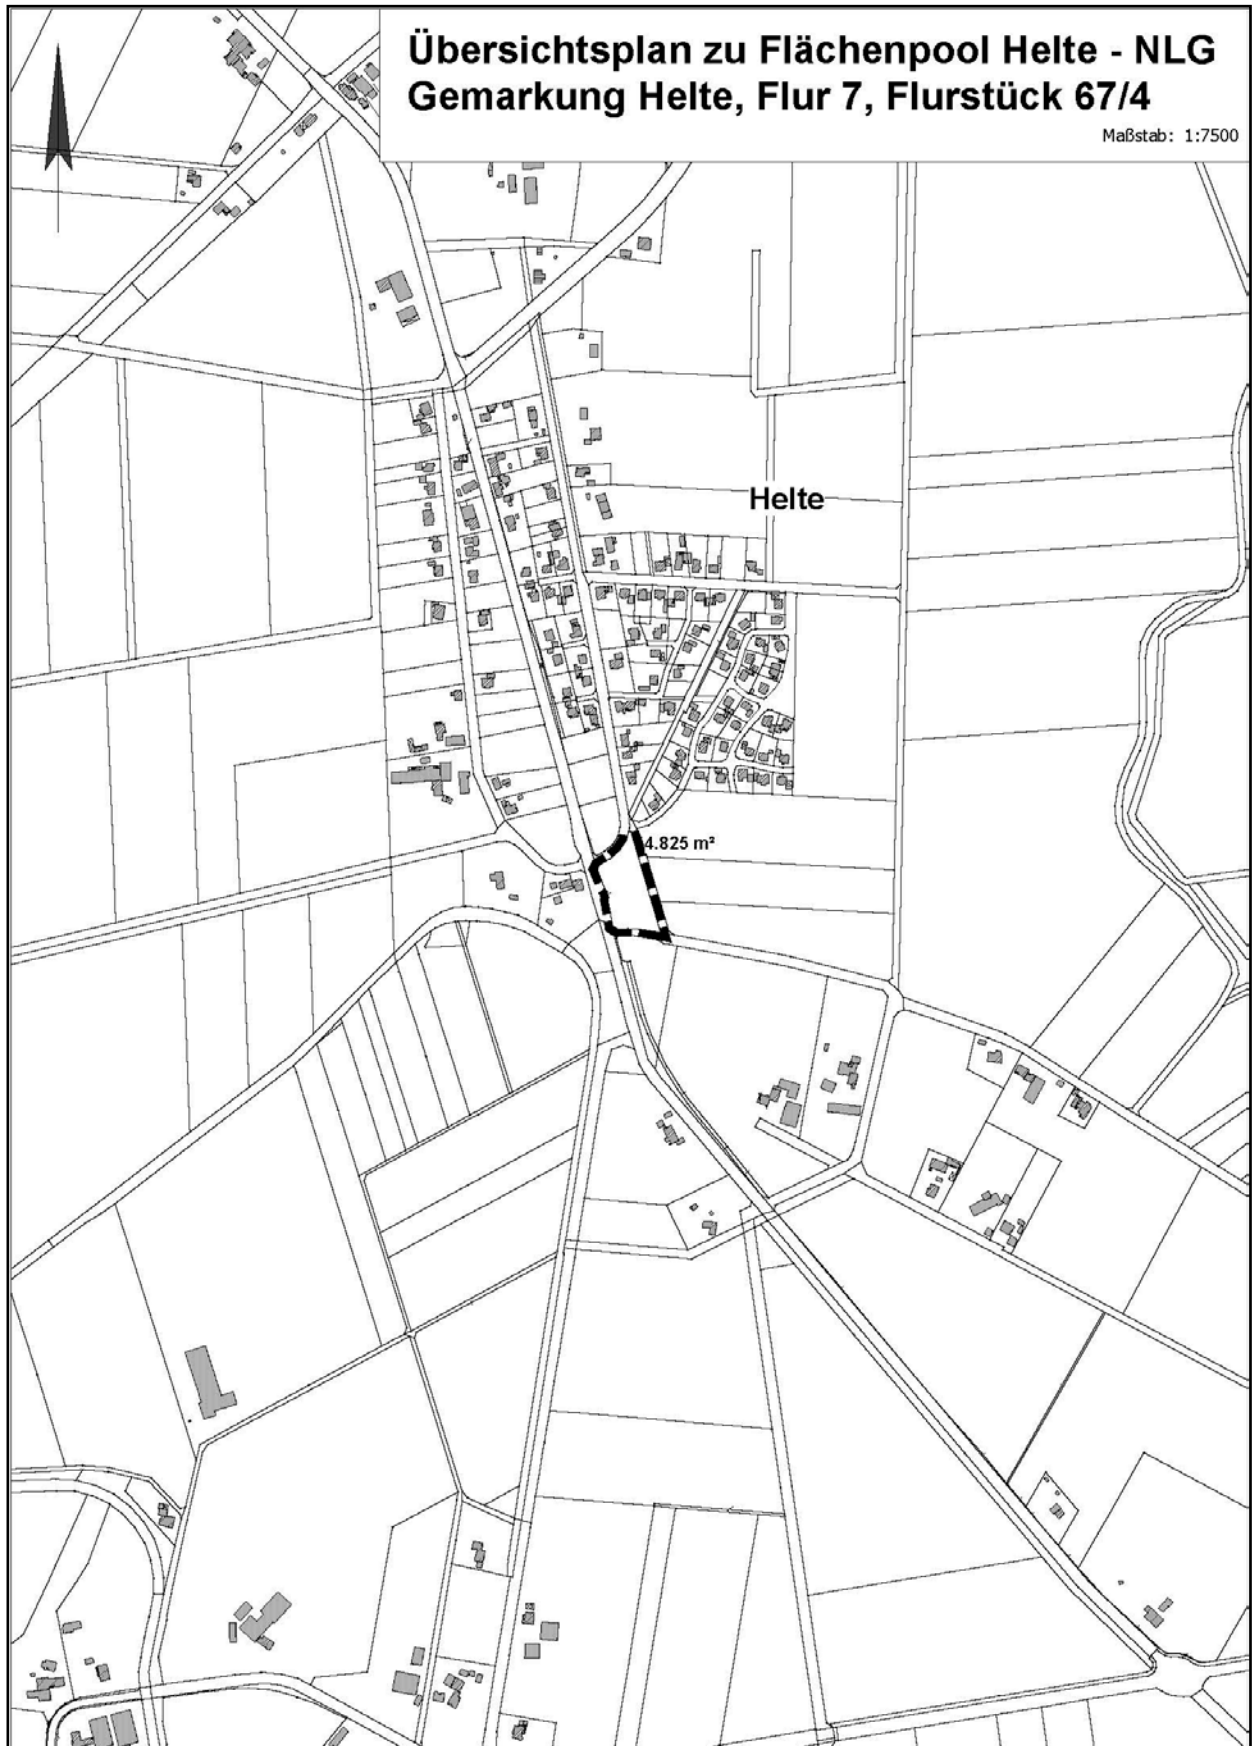 Übersichtsplan zu Flächenpool Helte - NLG
Gemarkung Helte, Flur 7, Flurstück 67/4
Maßstab: 1:7500
Helte
4.825 m²